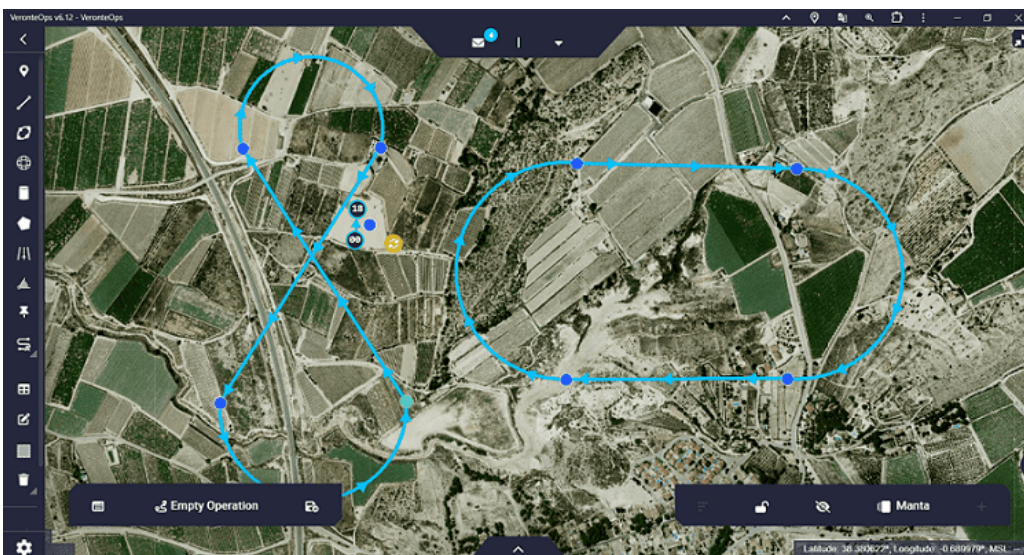 VeronteOps v6.12 - VeronteOps
4
18
00
Empty Operation
Manta
Latitude: 38.380622°, Longitude: -0.689979°, MSL